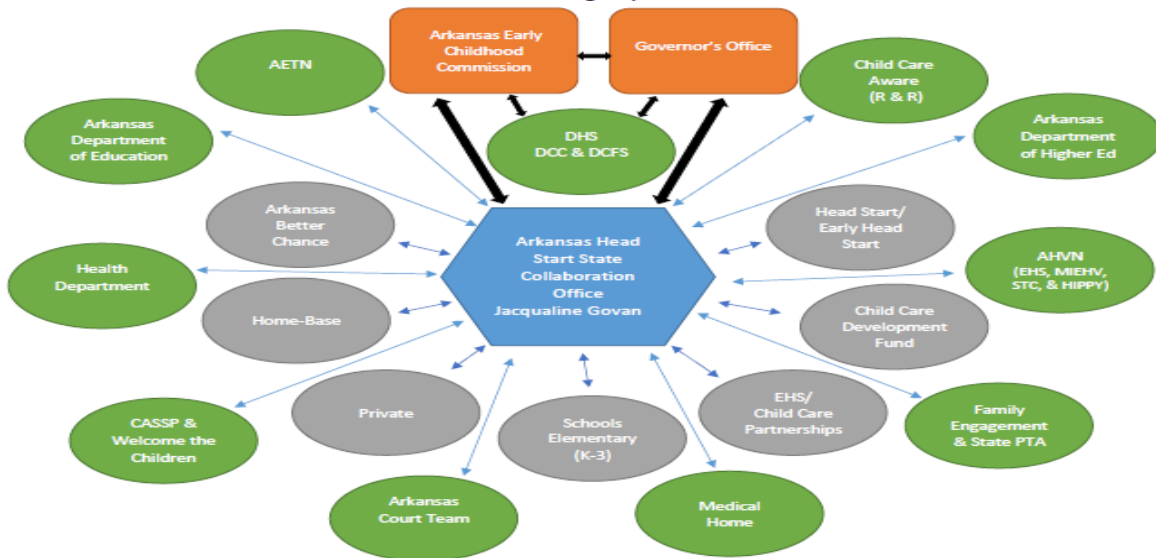 Arkansas Early
Childhood
Commission
Governor's Office
AETN
Child Care
Aware
(R & R)
Arkansas
Department
of Education
DHS
DCC & DCFS
Arkansas
Department
of Higher Ed
Arkansas
Better
Chance
Head Start/
Early Head
Start
Arkansas Head
Start State
Collaboration
Office
Jacqualine Govan
Health
Department
AHVN
(EHS, MIEHV,
STC, & HIPPY)
Home-Base
Child Care
Development
Fund
CASSP &
Welcome the
Children
Private
Schools
Elementary
(K-3)
EHS/
Child Care
Partnerships
Family
Engagement
& State PTA
Arkansas
Court Team
Medical
Home